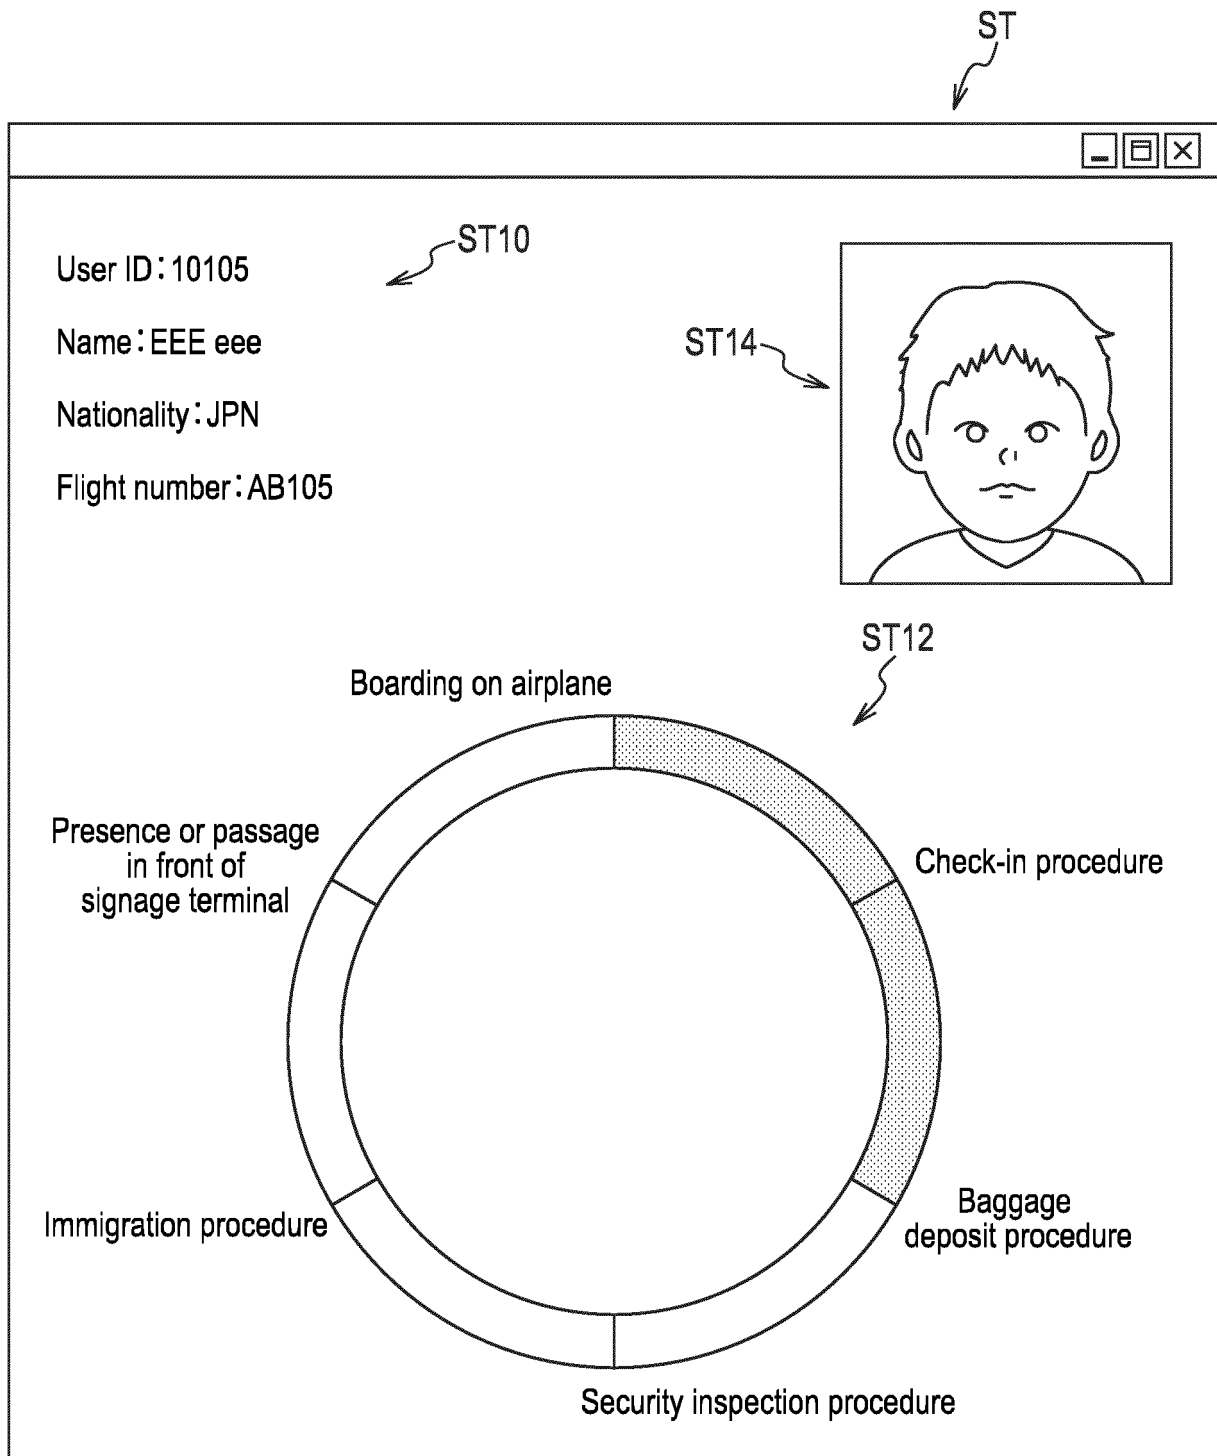 ST
User ID:10105
ST10
Name:EEE eee
ST14
Nationality:JPN
Flight number:AB105
ST12
Boarding on airplane
Presence or passage
in front of
signage terminal
Check-in procedure
Immigration procedure
Baggage
deposit procedure
Security inspection procedure